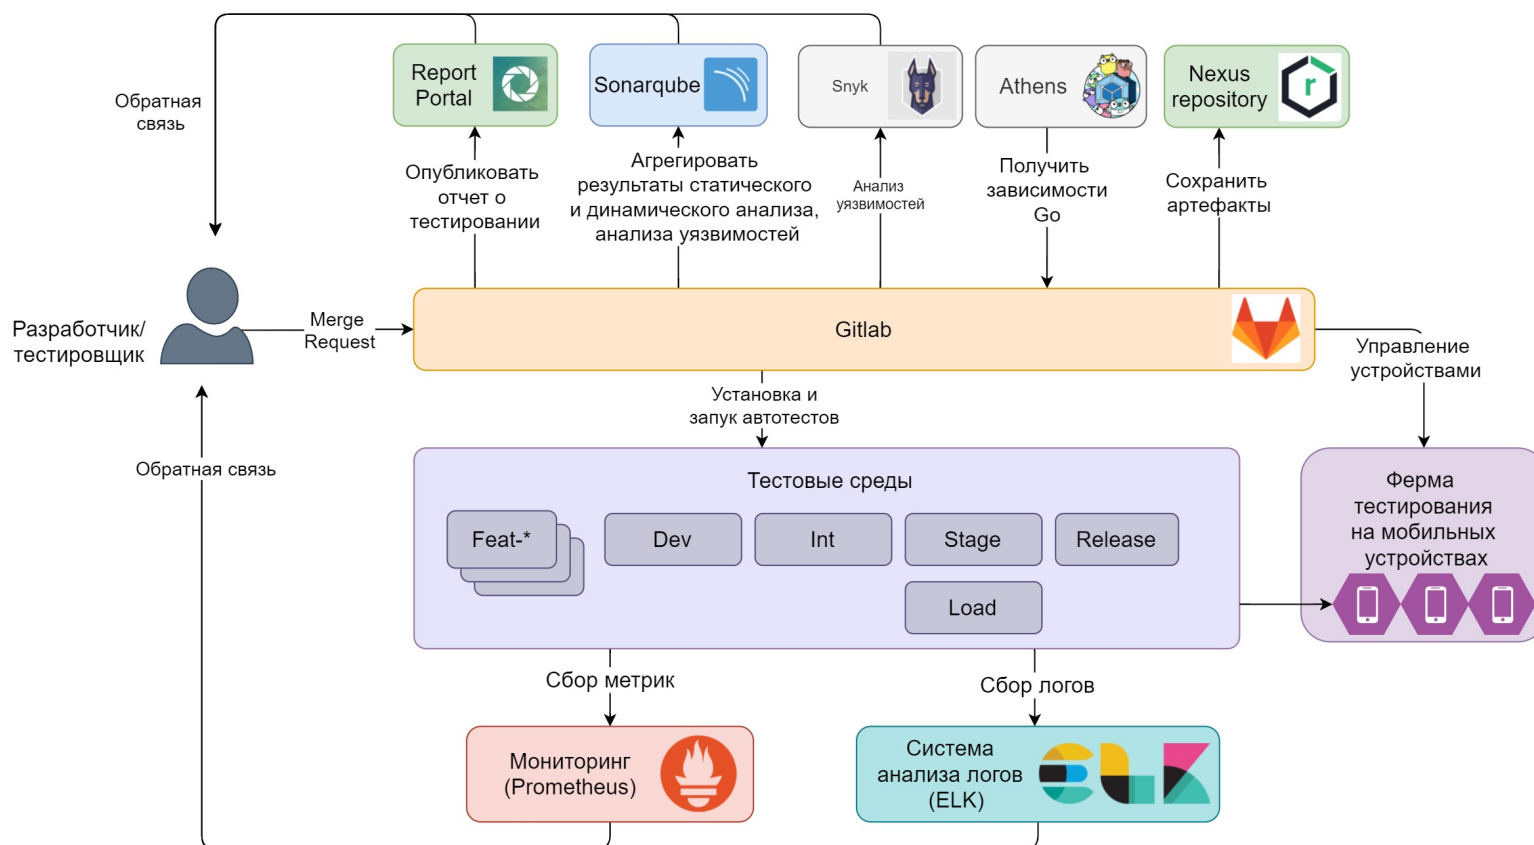 Обратная
связь
Report
Portal
Sonarqube
Snyk
Athens
Nexus
repository
r
Опубликовать
отчет о
тестировании
Агрегировать
результаты статического
и динамического анализа,
анализа уязвимостей
Анализ
уязвимостей
Получить
зависимости
Go
Сохранить
артефакты
Разработчик/
тестировщик
Merge
Request
Gitlab
Управление
устройствами
Установка и
запук автотестов
Обратная связь
Тестовые среды
Feat-*
Dev
Int
Stage
Release
Load
Ферма
тестирования
на мобильных
устройствах
Сбор метрик
Сбор логов
Мониторинг
(Prometheus)
Система
анализа логов
(ELK)
ELK